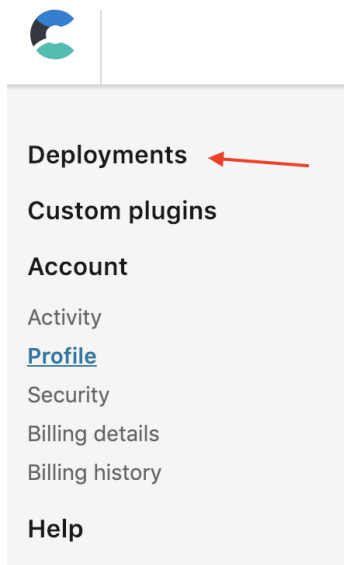 Deployments
Custom plugins
Account
Activity
Profile
Security
Billing details
Billing history
Help